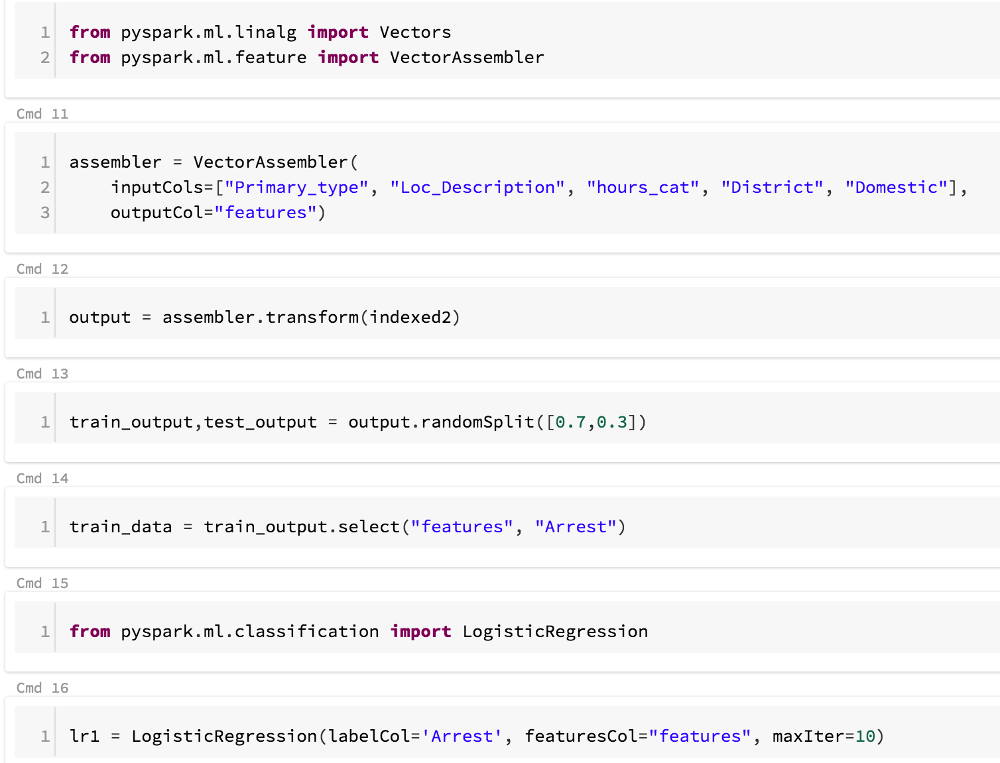 1 from pyspark.ml.linalg import Vectors
2 from pyspark.ml.feature import VectorAssembler
Cmd 11
1 assembler = VectorAssembler(
2     inputCols=["Primary_type", "Loc_Description", "hours_cat", "District", "Domestic"],
3     outputCol="features")
Cmd 12
1 output = assembler.transform(indexed2)
Cmd 13
1 train_output,test_output = output.randomSplit([0.7,0.3])
Cmd 14
1 train_data = train_output.select("features", "Arrest")
Cmd 15
1 from pyspark.ml.classification import LogisticRegression
Cmd 16
1 lr1 = LogisticRegression(labelCol='Arrest', featuresCol="features", maxIter=10)